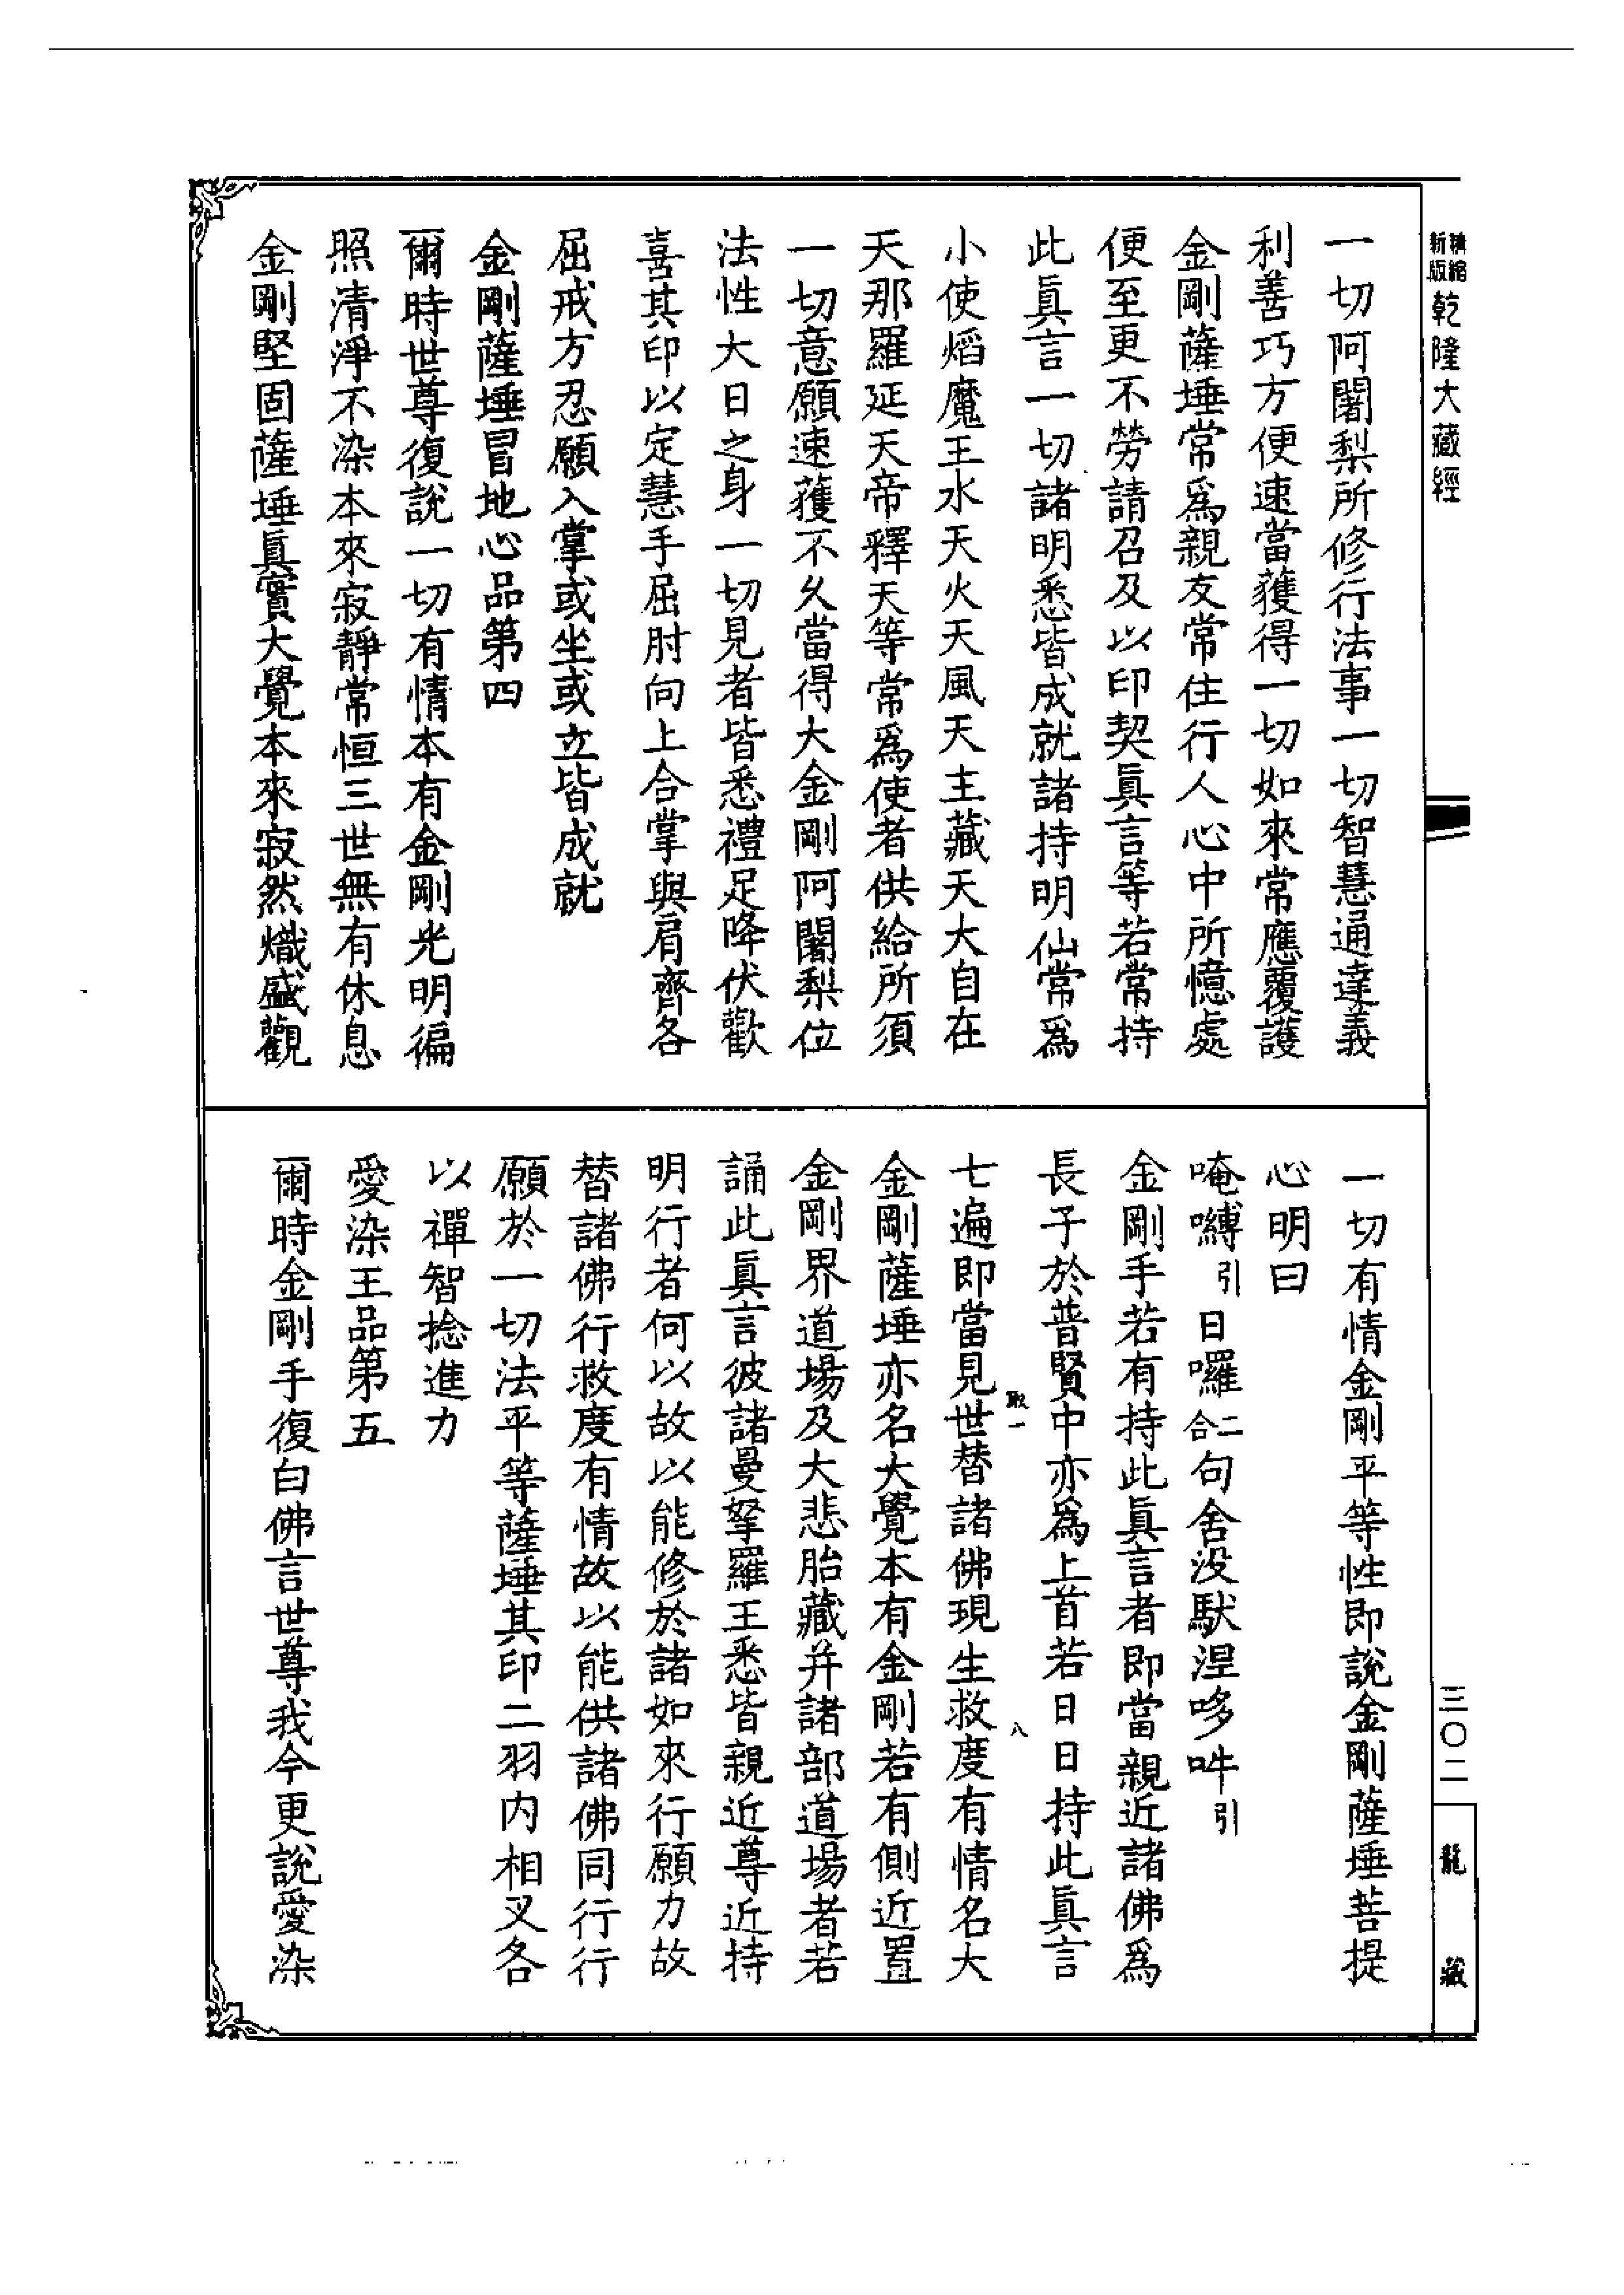 精縮
新版
乾隆大藏經
一切阿闍梨所修行法事一切智慧通達義
利善巧方便速當獲得一切如來常應覆護
金剛薩埵常爲親友常住行人心中所憶處
便至更不勞請召及以印契眞言等若常持
此眞言一切諸明悉皆成就諸持明仙常爲
小使焰魔王水天火天風天主藏天大自在
天那羅延天帝釋天等常爲使者供給所須
一切意願速獲不久當得大金剛阿闍梨位
法性大日之身一切見者皆悉禮足降伏歡
喜其印以定慧手屈肘向上合掌與肩齊各
屈戒方忍願入掌或坐或立皆成就
金剛薩埵冒地心品第四
爾時世尊復說一切有情本有金剛光明徧
照清淨不染本來寂靜常恒三世無有休息
金剛堅固薩埵眞實大覺本來寂然熾盛觀
一切有情金剛平等性即說金剛薩埵菩提
心明曰
唵嚩引日囉二合句舍没馱涅哆吽引
金剛手若有持此眞言者即當親近諸佛爲
長子於普賢中亦爲上首若日日持此眞言
七遍即當見世替諸佛現生救度有情名大
金剛薩埵亦名大覺本有金剛若有側近置
金剛界道場及大悲胎藏并諸部道場者若
誦此眞言彼諸曼拏羅王悉皆親近尊近持
明行者何以故以能修於諸如來行願力故
替諸佛行救度有情故以能供諸佛同行行
願於一切法平等薩埵其印二羽內相叉各
以禪智捻進力
愛染王品第五
爾時金剛手復白佛言世尊我今更說愛染
八
三〇二
龍藏